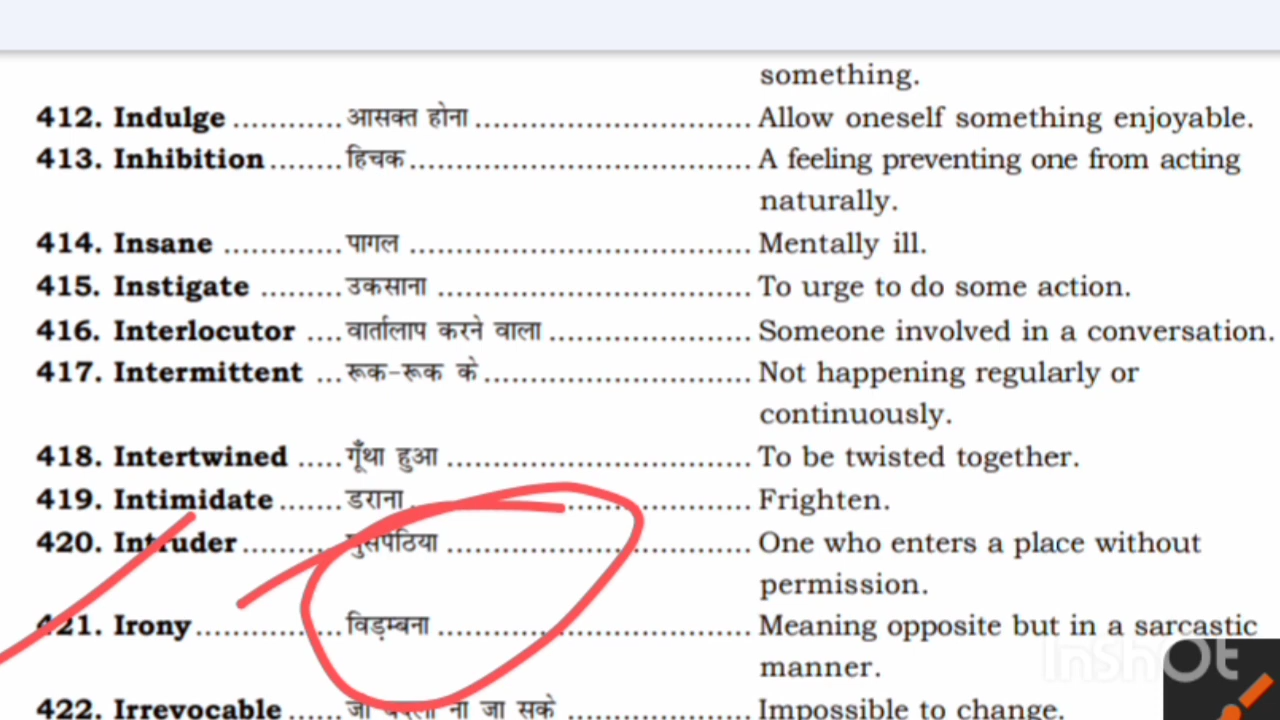 something.
412. Indulge ............ आसक्त होना .............................. Allow oneself something enjoyable.
413. Inhibition ........ हिचक ..................................... A feeling preventing one from acting
naturally.
414. Insane ............. पागल ..................................... Mentally ill.
415. Instigate ......... उकसाना .................................. To urge to do some action.
416. Interlocutor .... वार्तालाप करने वाला ...................... Someone involved in a conversation.
417. Intermittent ... रूक-रूक के ............................. Not happening regularly or
continuously.
418. Intertwined ..... गूँथा हुआ ................................. To be twisted together.
419. Intimidate ....... डराना ..................................... Frighten.
420. Intruder ........... घुसपैठिया ................................. One who enters a place without
permission.
421. Irony ................ विड़म्बना .................................. Meaning opposite but in a sarcastic
manner.
422. Irrevocable ...... जो ना जा सके .................... Impossible to change.
InShOt